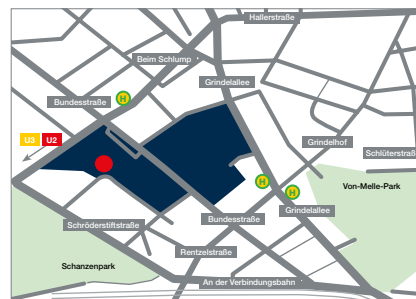 Hallerstraße
Beim Schlump
Grindelallee
Bundesstraße
H
U3
U2
Grindelhof
Schlüterstraße
H
H
Von-Melle-Park
Grindelallee
Schröderstiftstraße
Bundesstraße
Rentzelstraße
Schanzenpark
An der Verbindungsbahn